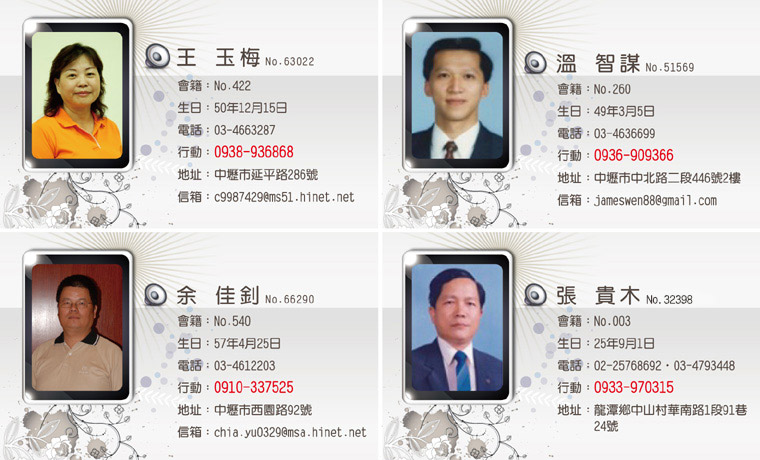 王 玉梅 No.63022
會籍：No.422
生日：50年12月15日
電話：03-4663287
行動：0938-936868
地址：中壢市延平路286號
信箱：c9987429@ms51.hinet.net
溫 智謀 No.51569
會籍：No.260
生日：49年3月5日
電話：03-4636699
行動：0936-909366
地址：中壢市中北路二段446號2樓
信箱：jameswen88@gmail.com
余 佳釗 No.66290
會籍：No.540
生日：57年4月25日
電話：03-4612203
行動：0910-337525
地址：中壢市西園路92號
信箱：chia.yu0329@msa.hinet.net
張 貴木 No.32398
會籍：No.003
生日：25年9月1日
電話：02-25768692・03-4793448
行動：0933-970315
地址：龍潭鄉中山村華南路1段91巷
24號